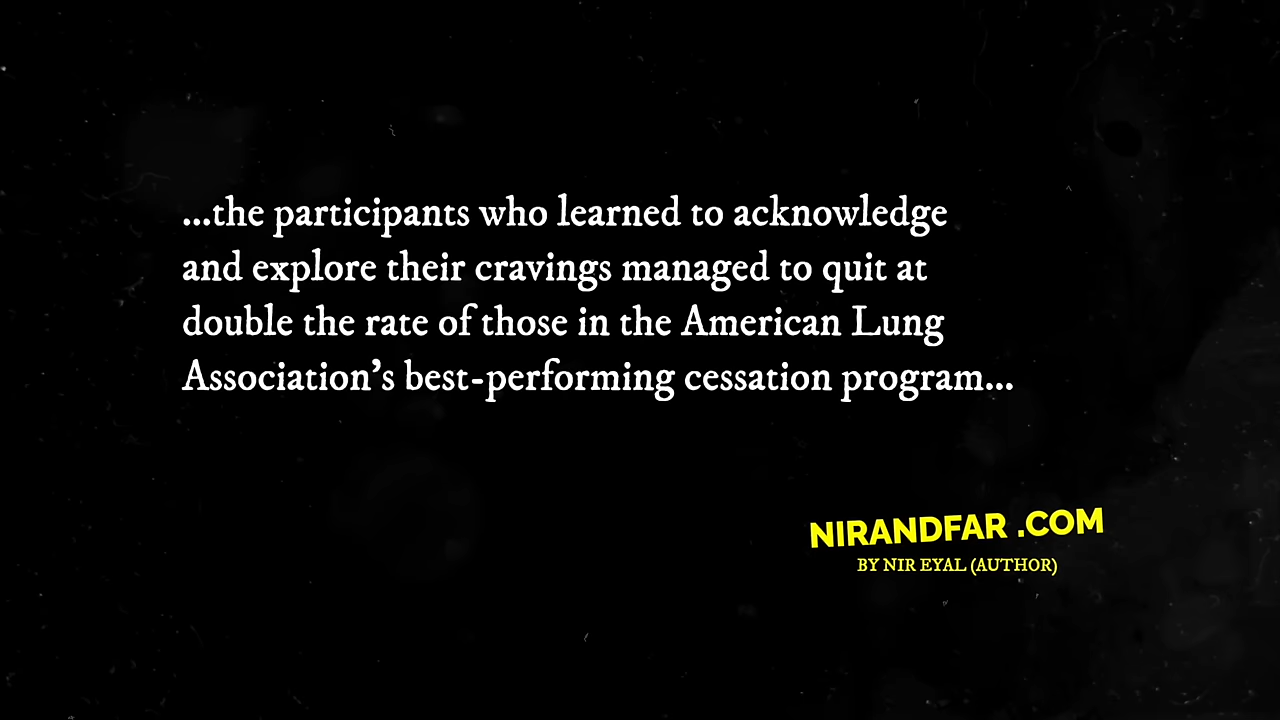 ...the participants who learned to acknowledge
and explore their cravings managed to quit at
double the rate of those in the American Lung
Association’s best-performing cessation program...
NIRANDFAR .COM
BY NIR EYAL (AUTHOR)